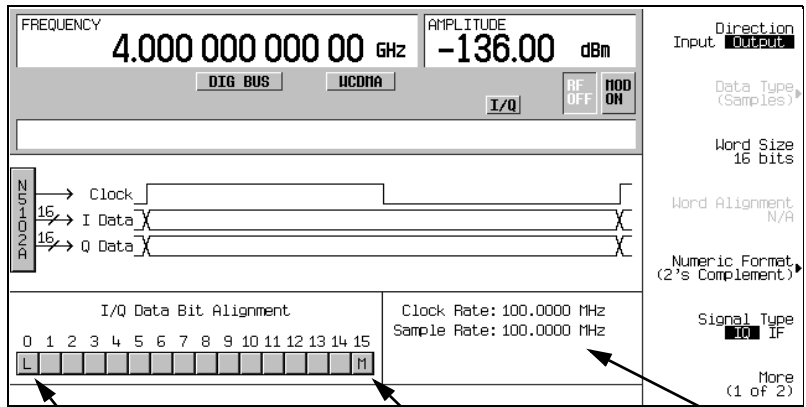 FREQUENCY
4.000 000 000 00 GHz
AMPLITUDE
-136.00 dBm
DIG BUS
WCDMA
I/Q
RF OFF
MOD ON
Direction
Input Output
Data Type
(Samples)
Word Size
16 bits
Word Alignment
N/A
Numeric Format
(2's Complement)
Signal Type
IQ IF
More
(1 of 2)
N5102A
Clock
16 I Data
16 Q Data
I/Q Data Bit Alignment
0 1 2 3 4 5 6 7 8 9 10 11 12 13 14 15
L M
Clock Rate: 100.0000 MHz
Sample Rate: 100.0000 MHz